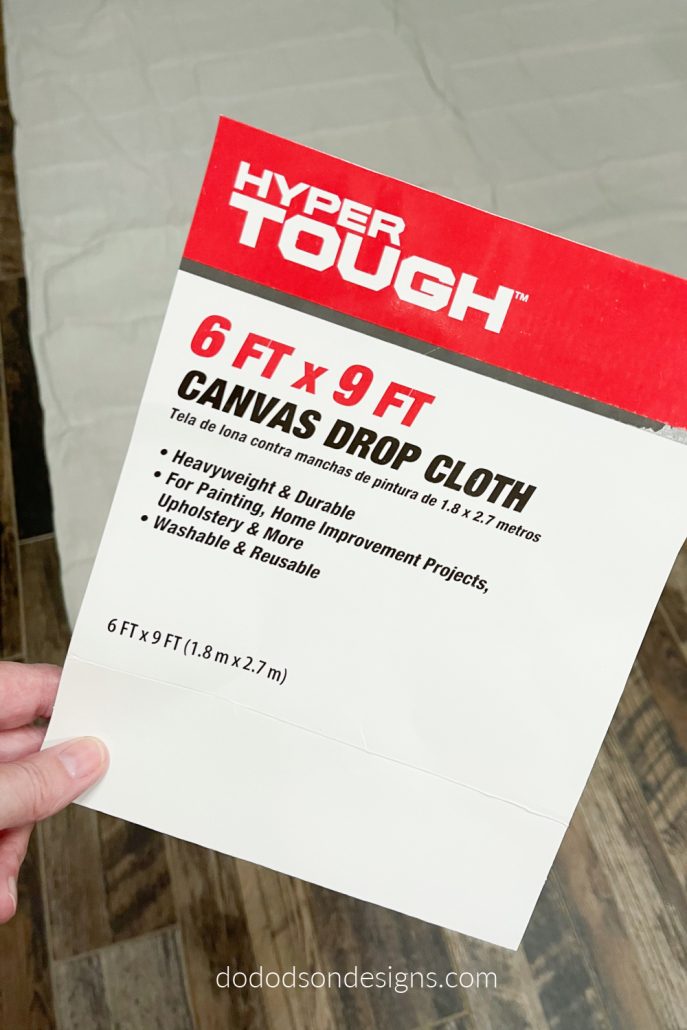 HYPER
TOUGH™
6 FT x 9 FT
CANVAS DROP CLOTH
Tela de lona contra manchas de pintura de 1.8 x 2.7 metros
• Heavyweight & Durable
• For Painting, Home Improvement Projects,
Upholstery & More
• Washable & Reusable
6 FT x 9 FT (1.8 m x 2.7 m)
dododsondesigns.com